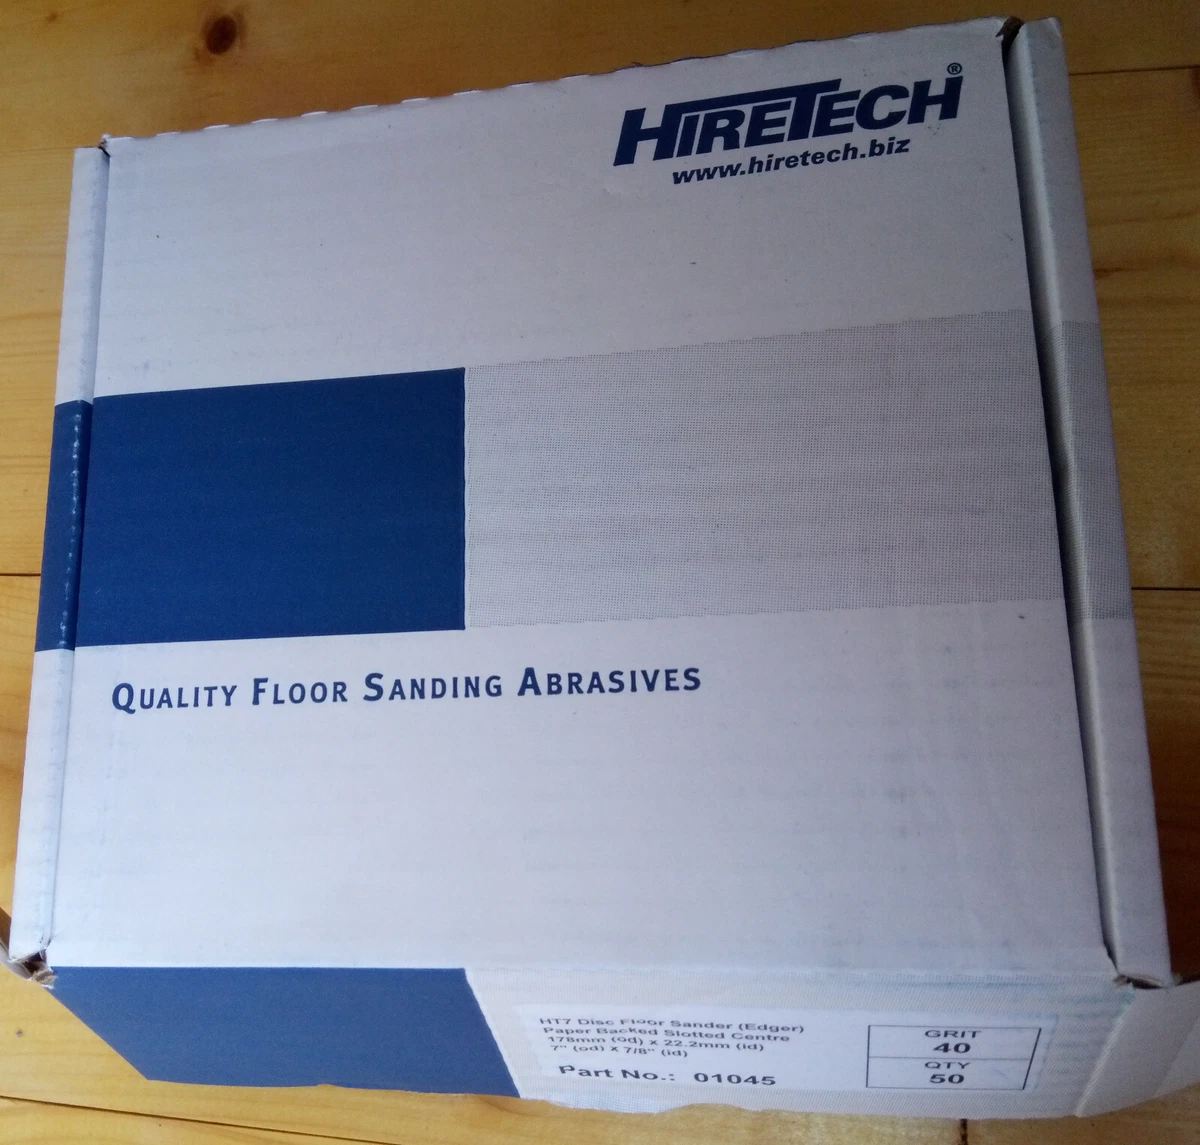 HIRETECH®
www.hiretech.biz
QUALITY FLOOR SANDING ABRASIVES
HT7 Disc Floor Sander (Edger)
Paper Backed Slotted Centre
178mm (od) x 22.2mm (id)
7" (od) x 7/8" (id)
Part No.: 01045
GRIT
40
QTY
50